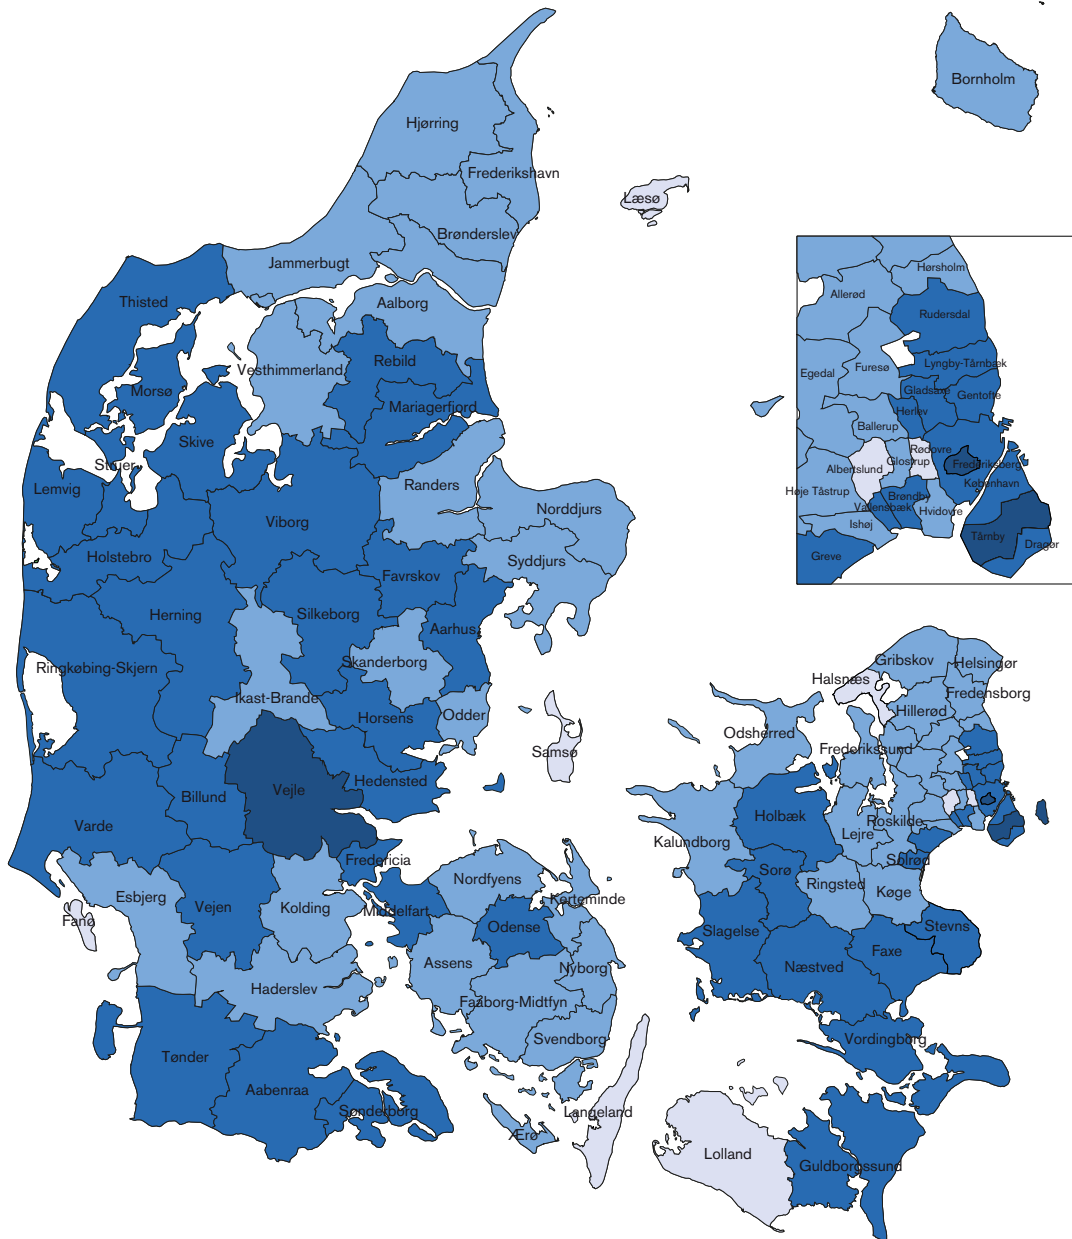 Bornholm
Hjørring
Frederikshavn
Læsø
Brønderslev
Jammerbugt
Thisted
Aalborg
Vesthimmerland
Rebild
Morsø
Mariagerfjord
Skive
Struer
Lemvig
Randers
Norddjurs
Viborg
Holstebro
Syddjurs
Favrskov
Herning
Silkeborg
Aarhus
Skanderborg
Ringkøbing-Skjern
Ikast-Brande
Horsens
Odder
Samsø
Hedensted
Vejle
Billund
Varde
Fredericia
Esbjerg
Vejen
Kolding
Middelfart
Fanø
Nordfyens
Kerteminde
Odense
Assens
Nyborg
Haderslev
Faaborg-Midtfyn
Svendborg
Tønder
Aabenraa
Sønderborg
Langeland
Ærø
Hørsholm
Allerød
Rudersdal
Lyngby-Tårnbæk
Egedal
Furesø
Gladsaxe
Gentofte
Herlev
Ballerup
Rødovre
Glostrup
Frederiksberg
Albertslund
København
Høje Tåstrup
Brøndby
Vallensbæk
Hvidovre
Ishøj
Tårnby
Dragør
Greve
Gribskov
Helsingør
Halsnæs
Fredensborg
Hillerød
Odsherred
Frederikssund
Holbæk
Roskilde
Lejre
Kalundborg
Solrød
Sorø
Ringsted
Køge
Slagelse
Stevns
Faxe
Næstved
Vordingborg
Lolland
Guldborgssund